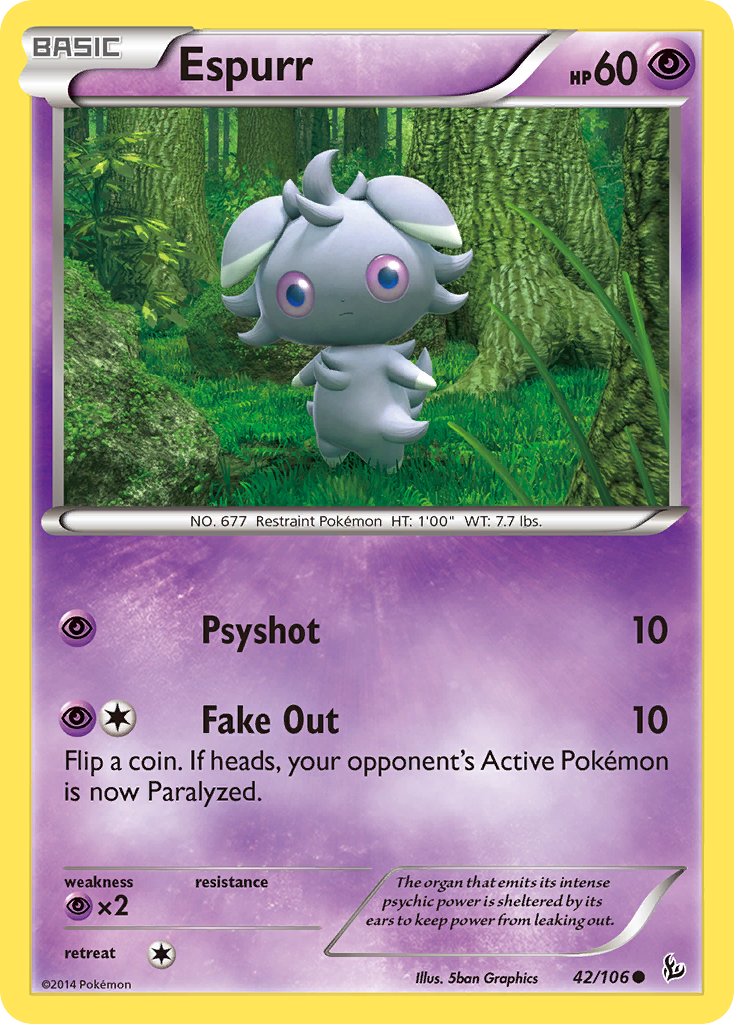 BASIC Espurr HP60
NO. 677 Restraint Pokémon HT: 1'00" WT: 7.7 lbs.
Psyshot 10
Fake Out 10
Flip a coin. If heads, your opponent's Active Pokémon
is now Paralyzed.
weakness resistance
×2
retreat
The organ that emits its intense
psychic power is sheltered by its
ears to keep power from leaking out.
©2014 Pokémon
Illus. 5ban Graphics 42/106